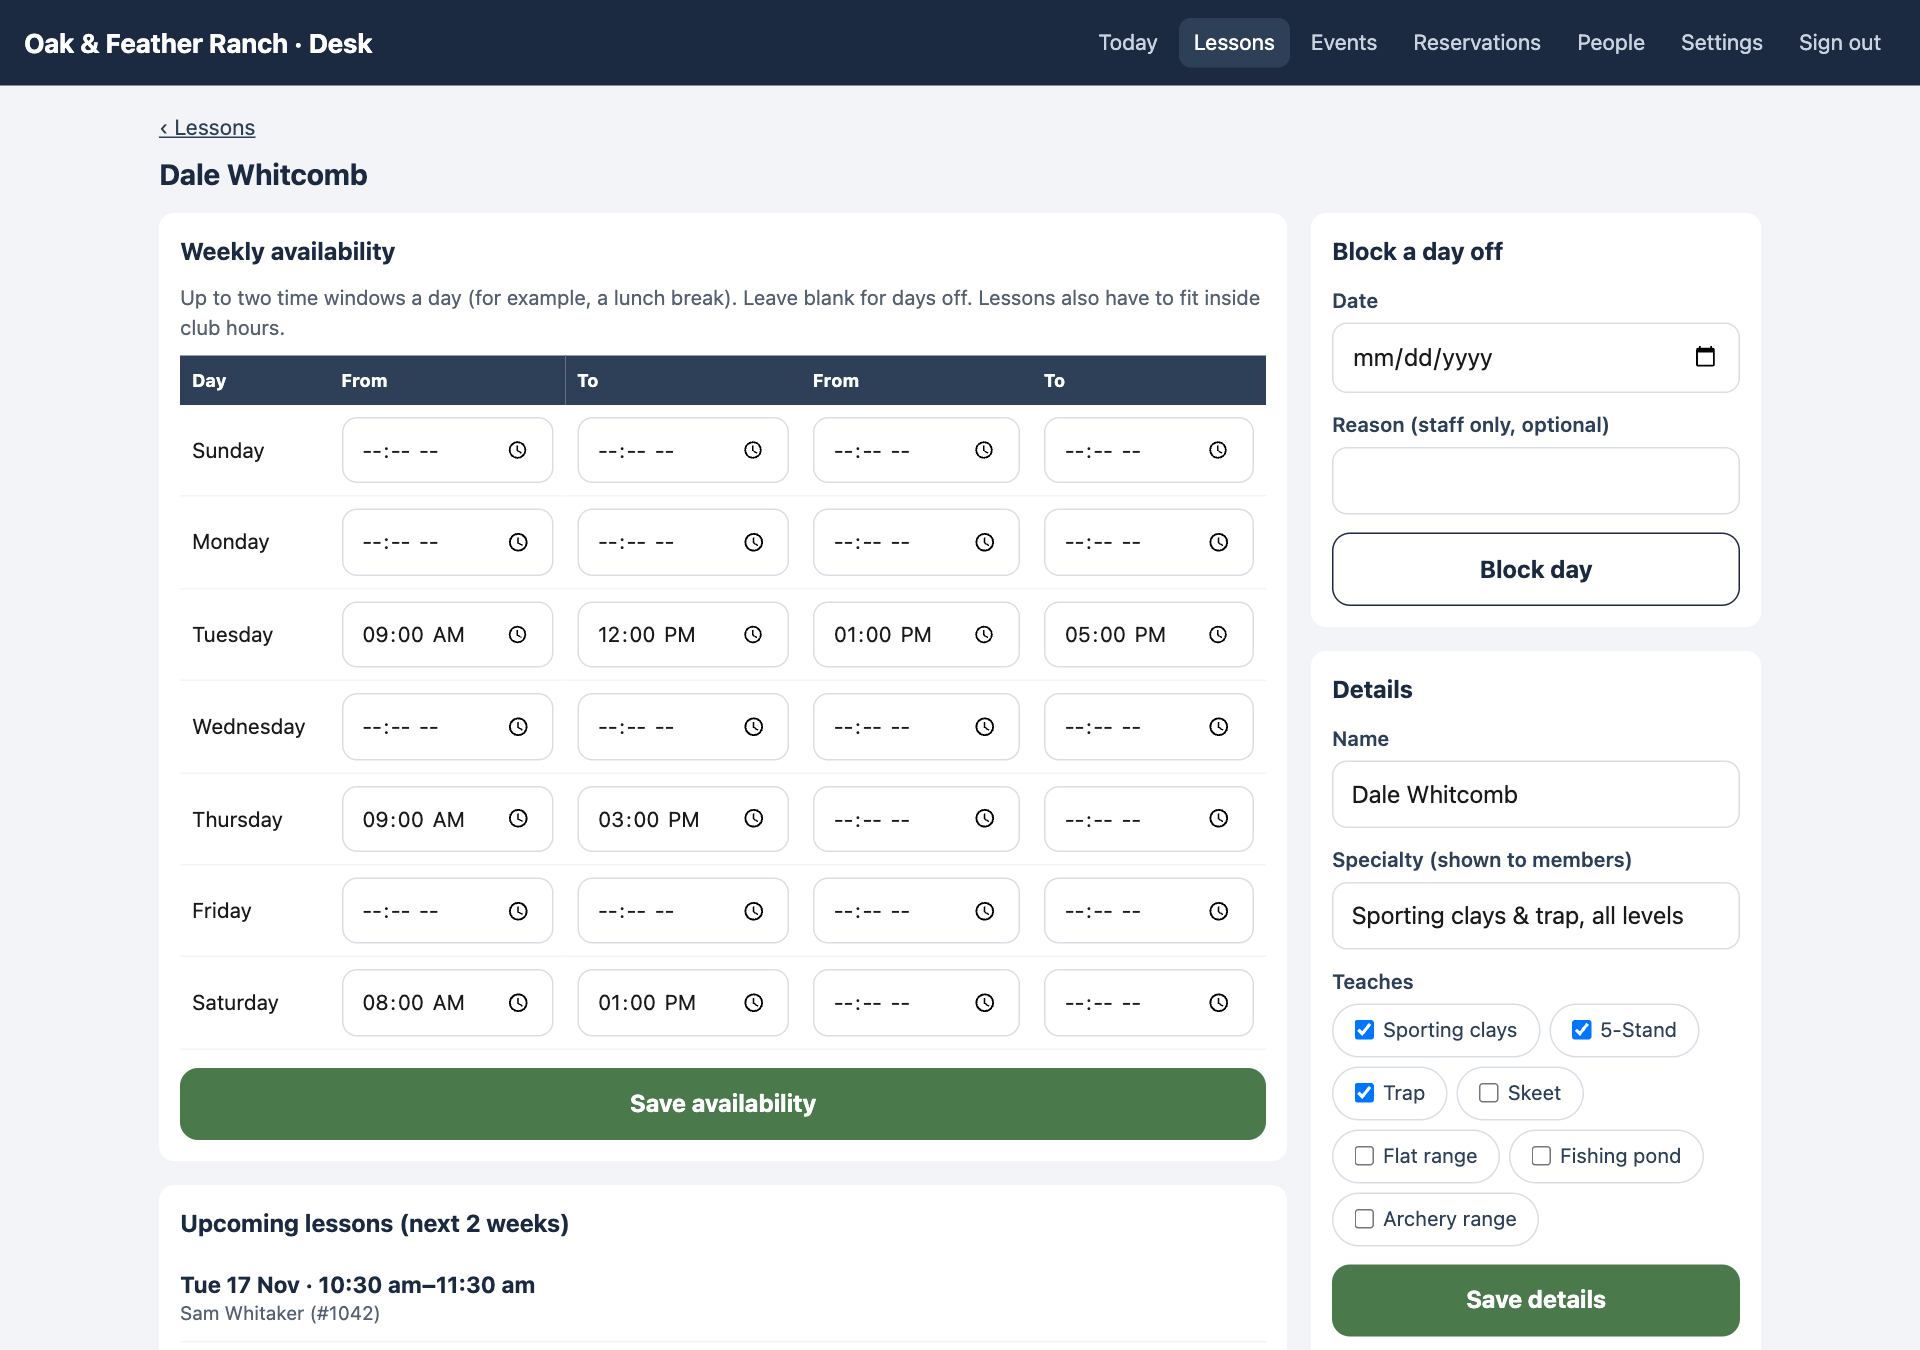 Oak & Feather Ranch · Desk
Today
Lessons
Events
Reservations
People
Settings
Sign out
‹ Lessons
Dale Whitcomb
Weekly availability
Up to two time windows a day (for example, a lunch break). Leave blank for days off. Lessons also have to fit inside
club hours.
Day From To From To
Sunday --:-- -- --:-- -- --:-- -- --:-- --
Monday --:-- -- --:-- -- --:-- -- --:-- --
Tuesday 09:00 AM 12:00 PM 01:00 PM 05:00 PM
Wednesday --:-- -- --:-- -- --:-- -- --:-- --
Thursday 09:00 AM 03:00 PM --:-- -- --:-- --
Friday --:-- -- --:-- -- --:-- -- --:-- --
Saturday 08:00 AM 01:00 PM --:-- -- --:-- --
Save availability
Upcoming lessons (next 2 weeks)
Tue 17 Nov · 10:30 am–11:30 am
Sam Whitaker (#1042)
Block a day off
Date
mm/dd/yyyy
Reason (staff only, optional)
Block day
Details
Name
Dale Whitcomb
Specialty (shown to members)
Sporting clays & trap, all levels
Teaches
Sporting clays
5-Stand
Trap
Skeet
Flat range
Fishing pond
Archery range
Save details